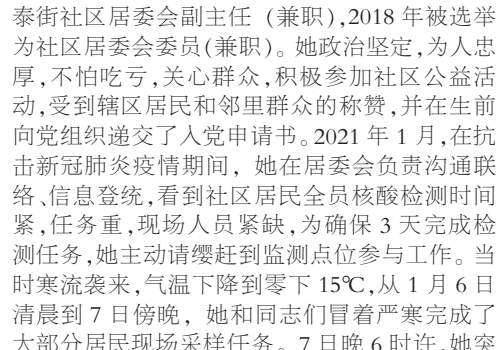 泰街社区居委会副主任（兼职），2018 年被选举
为社区居委会委员（兼职）。她政治坚定，为人忠
厚，不怕吃亏，关心群众，积极参加社区公益活
动，受到辖区居民和邻里群众的称赞，并在生前
向党组织递交了入党申请书。2021 年 1 月，在抗
击新冠肺炎疫情期间，她在居委会负责沟通联
络、信息登统，看到社区居民全员核酸检测时间
紧，任务重，现场人员紧缺，为确保 3 天完成检
测任务，她主动请缨赶到监测点位参与工作。当
时寒流袭来，气温下降到零下 15℃，从 1 月 6 日
清晨到 7 日傍晚，她和同志们冒着严寒完成了
大部分居民现场采样任务。7 日晚 6 时许，她突